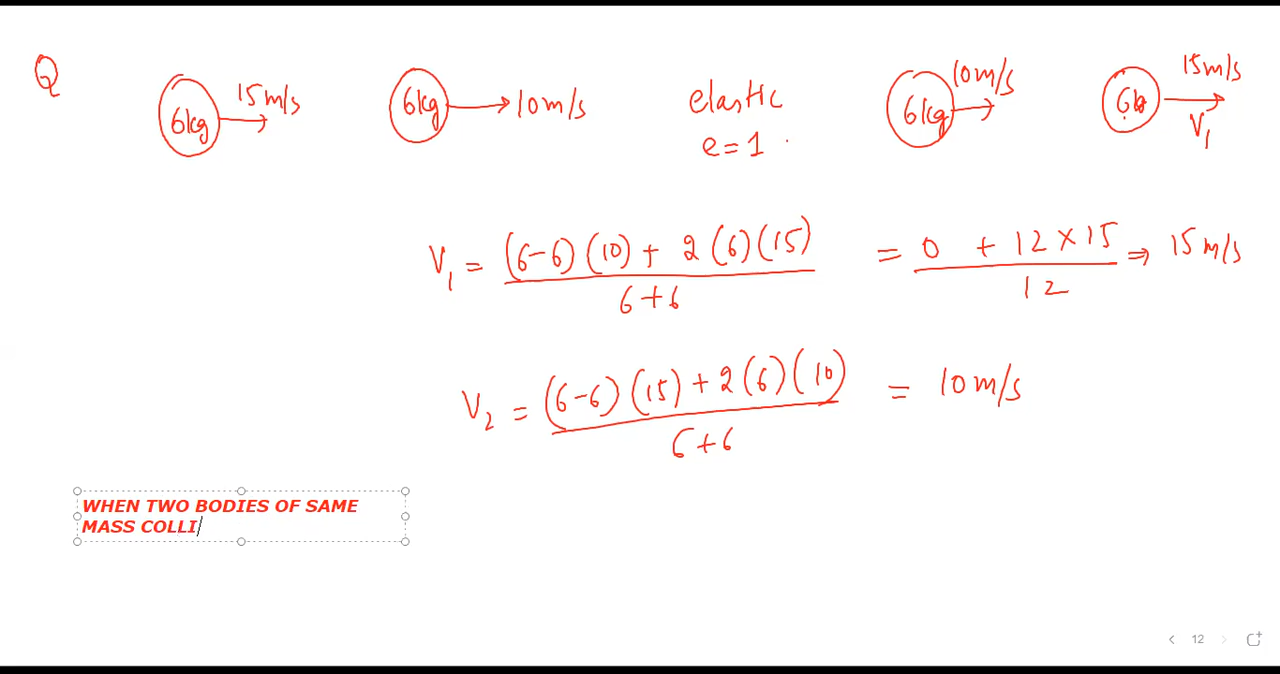 Q
6kg 15m/s
6kg 10m/s
elastic
e=1
6kg 10m/s
6kg 15m/s
V₁
V₁ = (6-6)(10) + 2(6)(15) / 6+6 = 0 + 12 × 15 / 12 ⇒ 15m/s
V₂ = (6-6)(15) + 2(6)(10) / 6+6 = 10m/s
WHEN TWO BODIES OF SAME
MASS COLLI
12